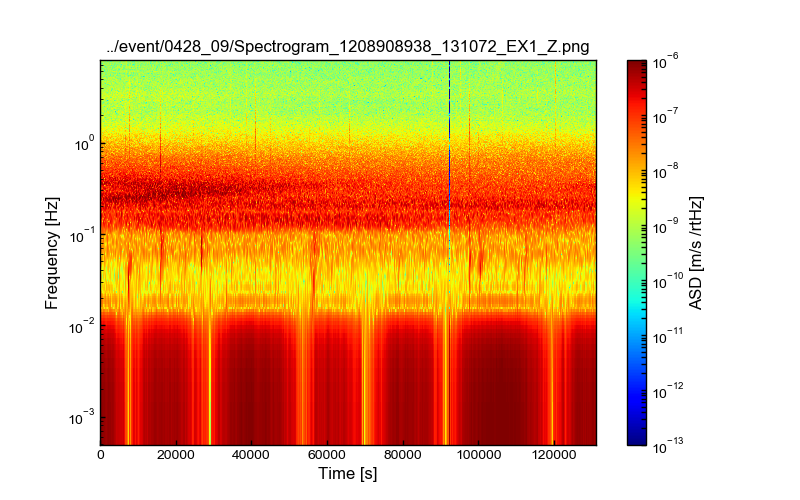 ../event/0428_09/Spectrogram_1208908938_131072_EX1_Z.png
Frequency [Hz]
10^0
10^−1
10^−2
10^−3
0 20000 40000 60000 80000 100000 120000
Time [s]
10^−6
10^−7
10^−8
10^−9
10^−10
10^−11
10^−12
10^−13
ASD [m/s /rtHz]